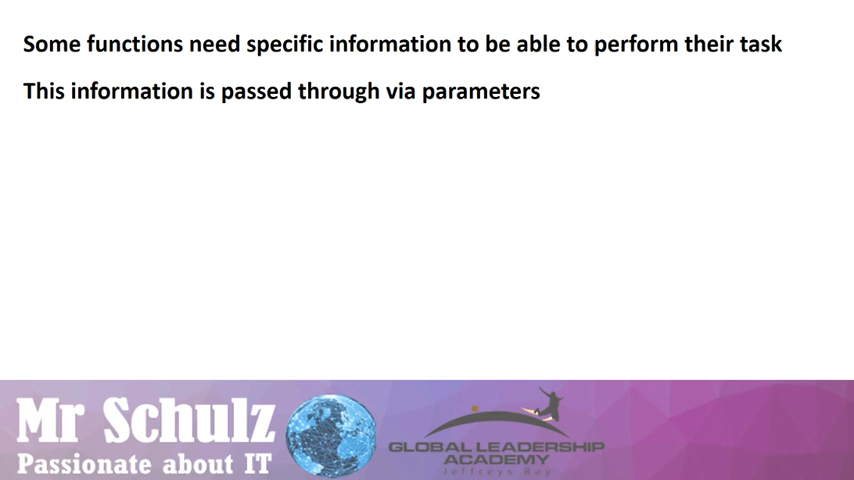 Some functions need specific information to be able to perform their task
This information is passed through via parameters
Mr Schulz
Passionate about IT
GLOBAL LEADERSHIP
ACADEMY
Jeffreys Bay